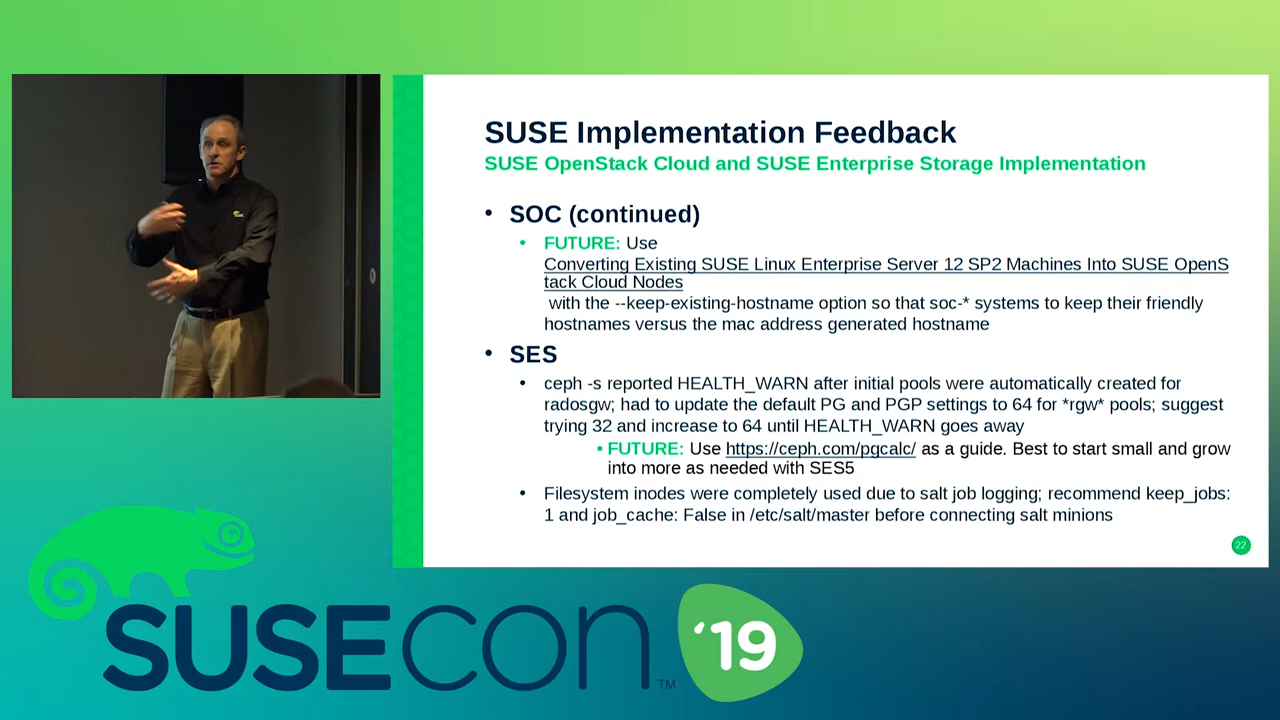 SUSE Implementation Feedback
SUSE OpenStack Cloud and SUSE Enterprise Storage Implementation
• SOC (continued)
• FUTURE: Use
Converting Existing SUSE Linux Enterprise Server 12 SP2 Machines Into SUSE OpenS
tack Cloud Nodes
with the --keep-existing-hostname option so that soc-* systems to keep their friendly
hostnames versus the mac address generated hostname
• SES
• ceph -s reported HEALTH_WARN after initial pools were automatically created for
radosgw; had to update the default PG and PGP settings to 64 for *rgw* pools; suggest
trying 32 and increase to 64 until HEALTH_WARN goes away
• FUTURE: Use https://ceph.com/pgcalc/ as a guide. Best to start small and grow
into more as needed with SES5
• Filesystem inodes were completely used due to salt job logging; recommend keep_jobs:
1 and job_cache: False in /etc/salt/master before connecting salt minions
22
SUSECON ™ '19